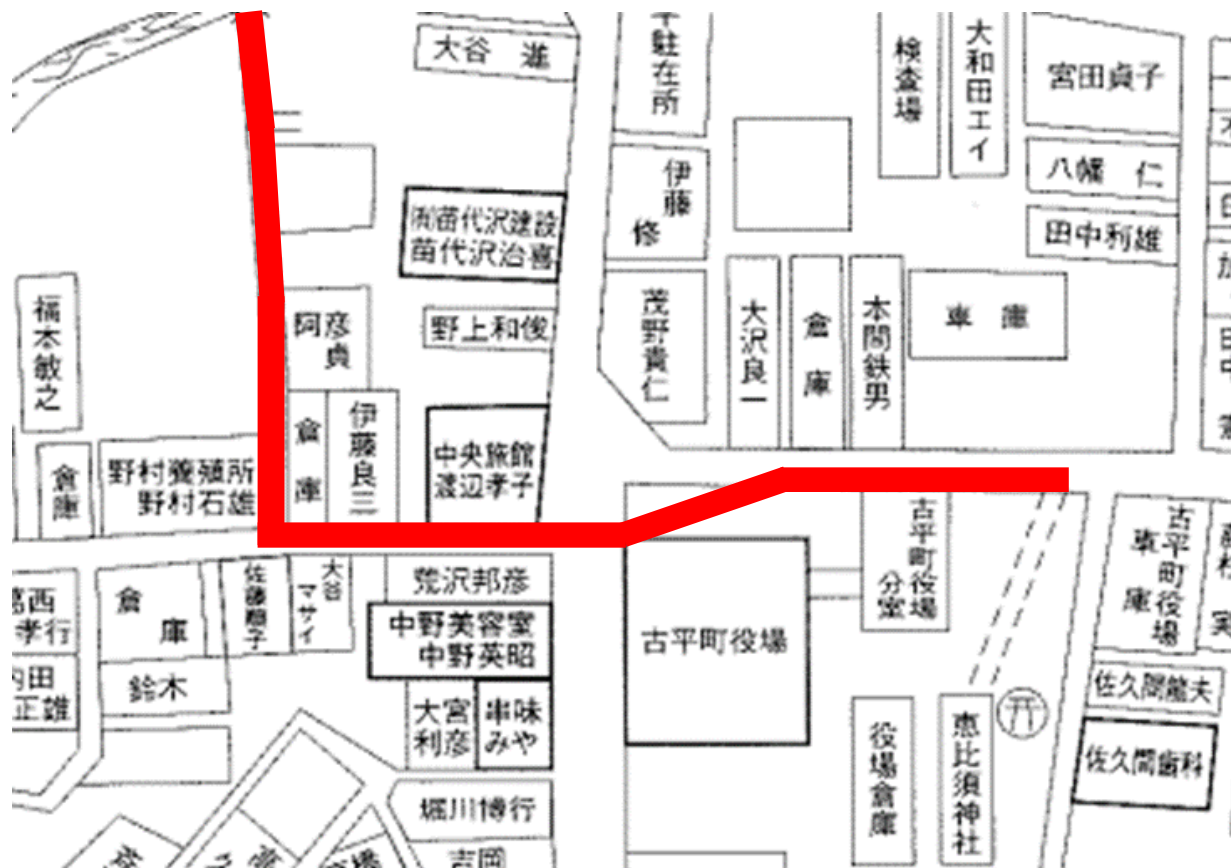 大谷 進
駐在所
検査場
大和田エイ
宮田貞子
伊藤
修
八幡 仁
田中利雄
㈲苗代沢建設
苗代沢治喜
福本敏之
阿彦
貞
野上和俊
茂野貴仁
大沢良一
倉庫
本間鉄男
車庫
倉庫
野村養殖所
野村石雄
倉庫
伊藤良三
中央旅館
渡辺孝子
古平町役場
分室
古平町役場
車庫
葛西
孝行
倉庫
佐藤順子
大谷
マサイ
荒沢邦彦
中野美容室
中野英昭
古平町役場
内田
正雄
鈴木
大宮
利彦
串味
みや
役場倉庫
恵比須神社
佐久間龍夫
佐久間歯科
堀川博行
吉岡